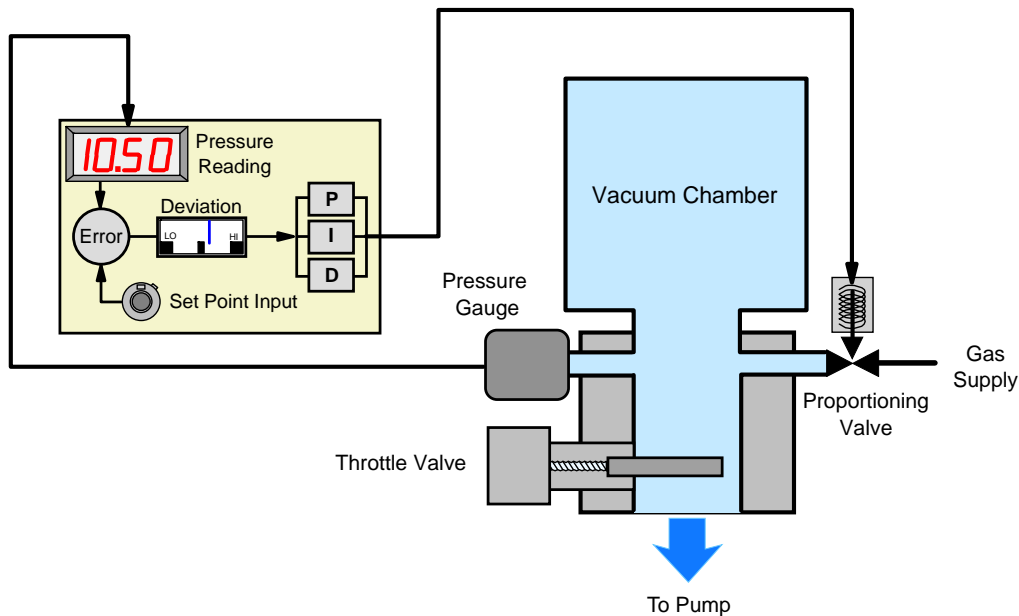 10.50
Pressure
Reading
Error
Deviation
LO
HI
P
I
D
Set Point Input
Vacuum Chamber
Pressure
Gauge
Gas
Supply
Proportioning
Valve
Throttle Valve
To Pump